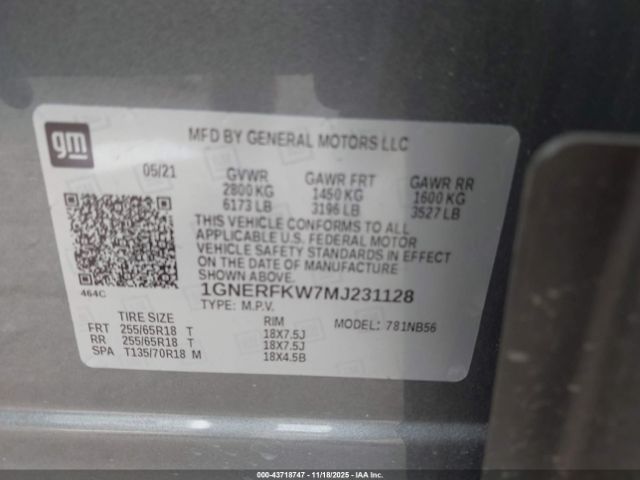 gm
MFD BY GENERAL MOTORS LLC
05/21 GVWR GAWR FRT GAWR RR
2800 KG 1450 KG 1600 KG
6173 LB 3196 LB 3527 LB
THIS VEHICLE CONFORMS TO ALL
APPLICABLE U.S. FEDERAL MOTOR
VEHICLE SAFETY STANDARDS IN EFFECT
ON THE DATE OF MANUFACTURE
SHOWN ABOVE.
464C 1GNERFKW7MJ231128
TYPE: M.P.V.
TIRE SIZE RIM MODEL: 781NB56
FRT 255/65R18 T 18X7.5J
RR 255/65R18 T 18X7.5J
SPA T135/70R18 M 18X4.5B
000-43718747 - 11/18/2025 - IAA Inc.